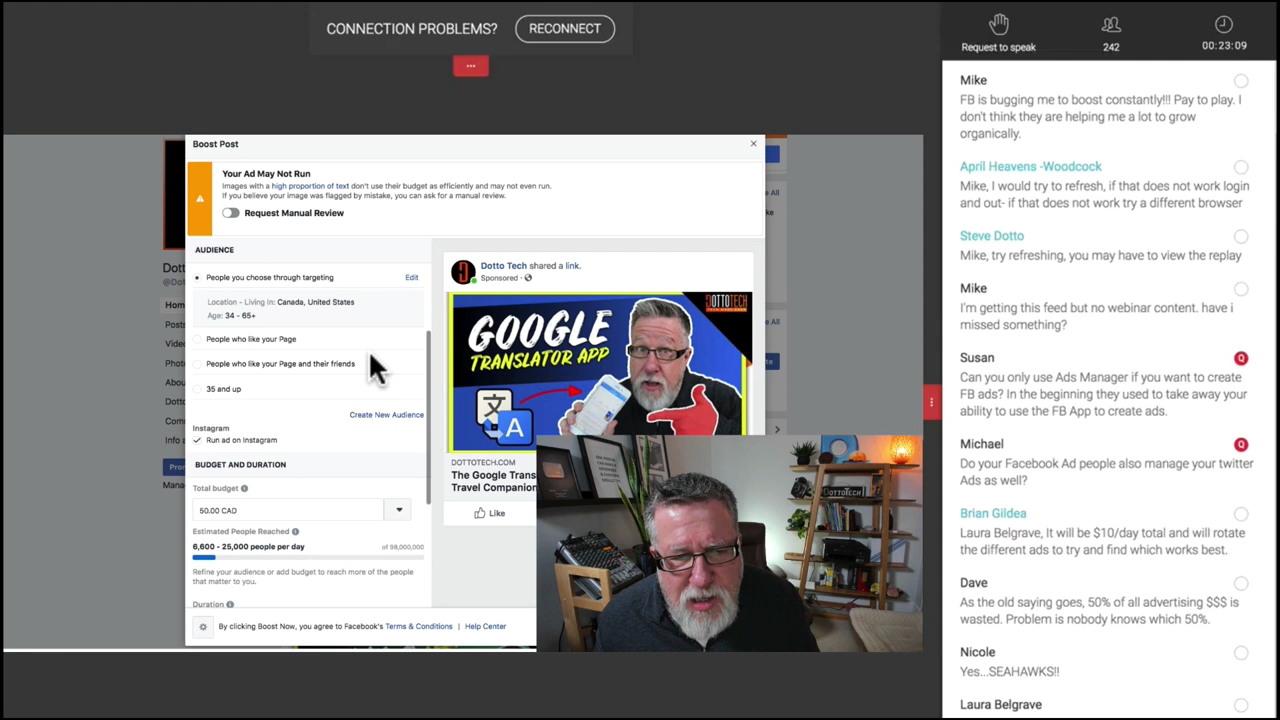 CONNECTION PROBLEMS?
RECONNECT
Request to speak
242
00:23:09
Boost Post
Your Ad May Not Run
Images with a high proportion of text don't use their budget as efficiently and may not even run.
If you believe your image was flagged by mistake, you can ask for a manual review.
Request Manual Review
AUDIENCE
People you choose through targeting
Edit
Location - Living In: Canada, United States
Age: 34 - 65+
People who like your Page
People who like your Page and their friends
35 and up
Create New Audience
Instagram
Run ad on Instagram
BUDGET AND DURATION
Total budget
50.00 CAD
Estimated People Reached
6,600 - 25,000 people per day
of 98,000,000
Refine your audience or add budget to reach more of the people
that matter to you.
Duration
By clicking Boost Now, you agree to Facebook's Terms & Conditions | Help Center
Dotto Tech shared a link.
Sponsored
DOTTOTECH
GOOGLE
TRANSLATOR APP
A
DOTTOTECH.COM
The Google Trans
Travel Companion
Like
DOTTOTECH
Dott
@Dot
Hom
Posts
Video
Photo
Abou
Dotto
Com
Info a
Pro
Mana
Mike
FB is bugging me to boost constantly!!! Pay to play. I
don't think they are helping me a lot to grow
organically.
April Heavens -Woodcock
Mike, I would try to refresh, if that does not work login
and out- if that does not work try a different browser
Steve Dotto
Mike, try refreshing, you may have to view the replay
Mike
I'm getting this feed but no webinar content. have i
missed something?
Susan
Q
Can you only use Ads Manager if you want to create
FB ads? In the beginning they used to take away your
ability to use the FB App to create ads.
Michael
Q
Do your Facebook Ad people also manage your twitter
Ads as well?
Brian Gildea
Laura Belgrave, It will be $10/day total and will rotate
the different ads to try and find which works best.
Dave
As the old saying goes, 50% of all advertising $$$ is
wasted. Problem is nobody knows which 50%.
Nicole
Yes...SEAHAWKS!!
Laura Belgrave